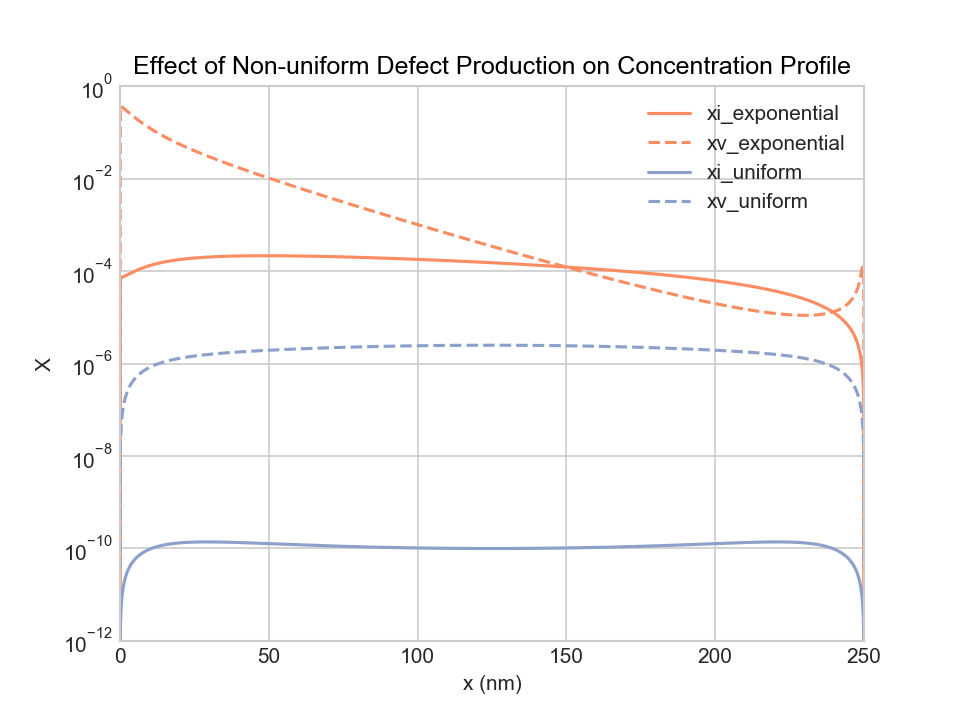 Effect of Non-uniform Defect Production on Concentration Profile
xi_exponential
xv_exponential
xi_uniform
xv_uniform
10^0
10^−2
10^−4
10^−6
10^−8
10^−10
10^−12
X
0 50 100 150 200 250
x (nm)